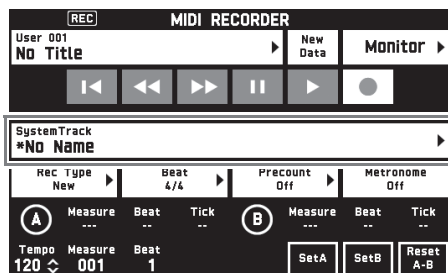 REC MIDI RECORDER
User 001
No Title
New Data
Monitor
SystemTrack
*No Name
Rec Type
New
Beat
4/4
Precount
Off
Metronome
Off
A Measure Beat Tick B Measure Beat Tick
--- -- -- --- -- --
Tempo Measure Beat
120 001 1
SetA SetB Reset A-B